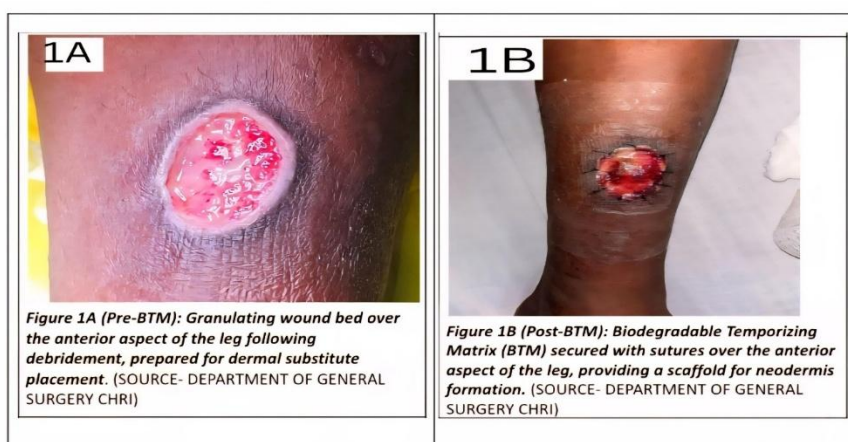 1A
Figure 1A (Pre-BTM): Granulating wound bed over
the anterior aspect of the leg following
debridement, prepared for dermal substitute
placement. (SOURCE- DEPARTMENT OF GENERAL
SURGERY CHRI)
1B
Figure 1B (Post-BTM): Biodegradable Temporizing
Matrix (BTM) secured with sutures over the anterior
aspect of the leg, providing a scaffold for neodermis
formation. (SOURCE- DEPARTMENT OF GENERAL
SURGERY CHRI)